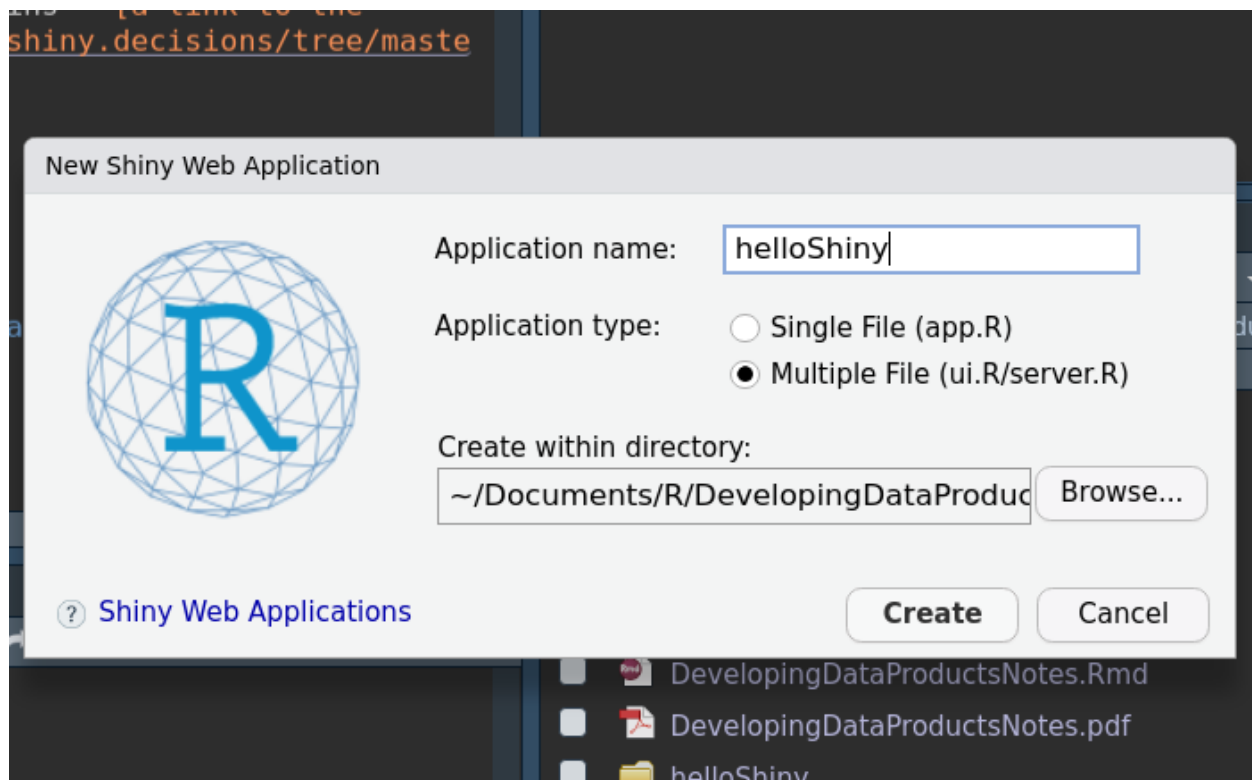 shiny.decisions/tree/maste
New Shiny Web Application
Application name:
helloShiny
Application type:
Single File (app.R)
Multiple File (ui.R/server.R)
R
Create within directory:
~/Documents/R/DevelopingDataProduc
Browse...
? Shiny Web Applications
Create
Cancel
DevelopingDataProductsNotes.Rmd
DevelopingDataProductsNotes.pdf
helloShiny